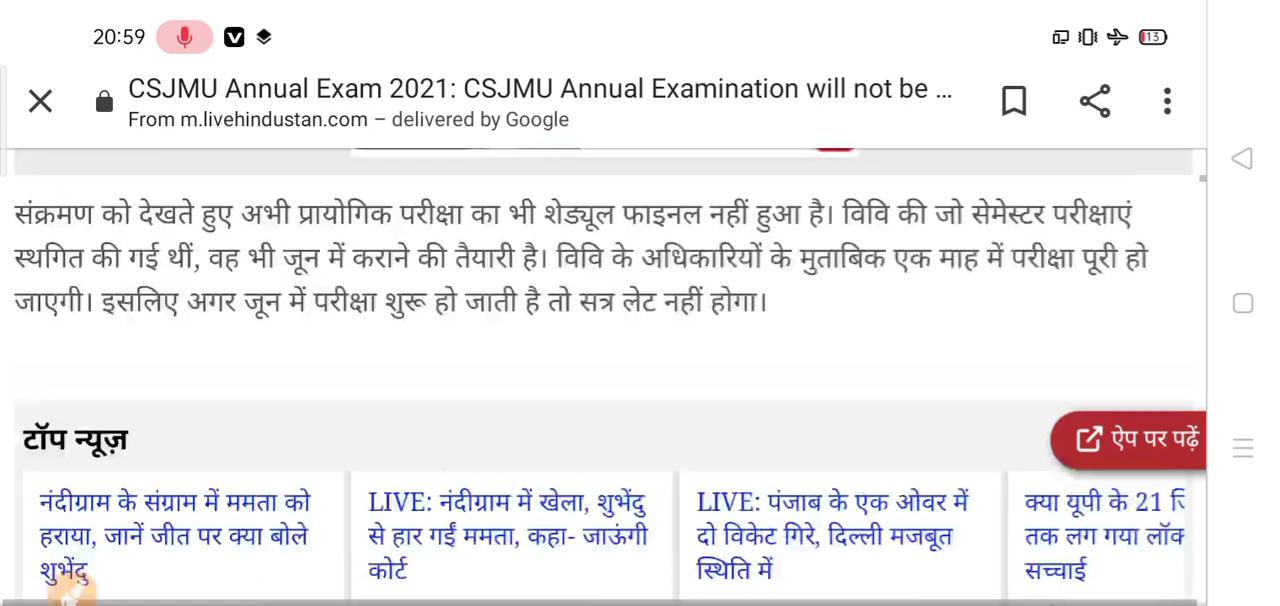 20:59
13
CSJMU Annual Exam 2021: CSJMU Annual Examination will not be ...
From m.livehindustan.com – delivered by Google
संक्रमण को देखते हुए अभी प्रायोगिक परीक्षा का भी शेड्यूल फाइनल नहीं हुआ है। विवि की जो सेमेस्टर परीक्षाएं
स्थगित की गई थीं, वह भी जून में कराने की तैयारी है। विवि के अधिकारियों के मुताबिक एक माह में परीक्षा पूरी हो
जाएगी। इसलिए अगर जून में परीक्षा शुरू हो जाती है तो सत्र लेट नहीं होगा।
टॉप न्यूज़
ऐप पर पढ़ें
नंदीग्राम के संग्राम में ममता को
हराया, जानें जीत पर क्या बोले
शुभेंदु
LIVE: नंदीग्राम में खेला, शुभेंदु
से हार गईं ममता, कहा- जाऊंगी
कोर्ट
LIVE: पंजाब के एक ओवर में
दो विकेट गिरे, दिल्ली मजबूत
स्थिति में
क्या यूपी के 21
तक लग गया
सच्चाई